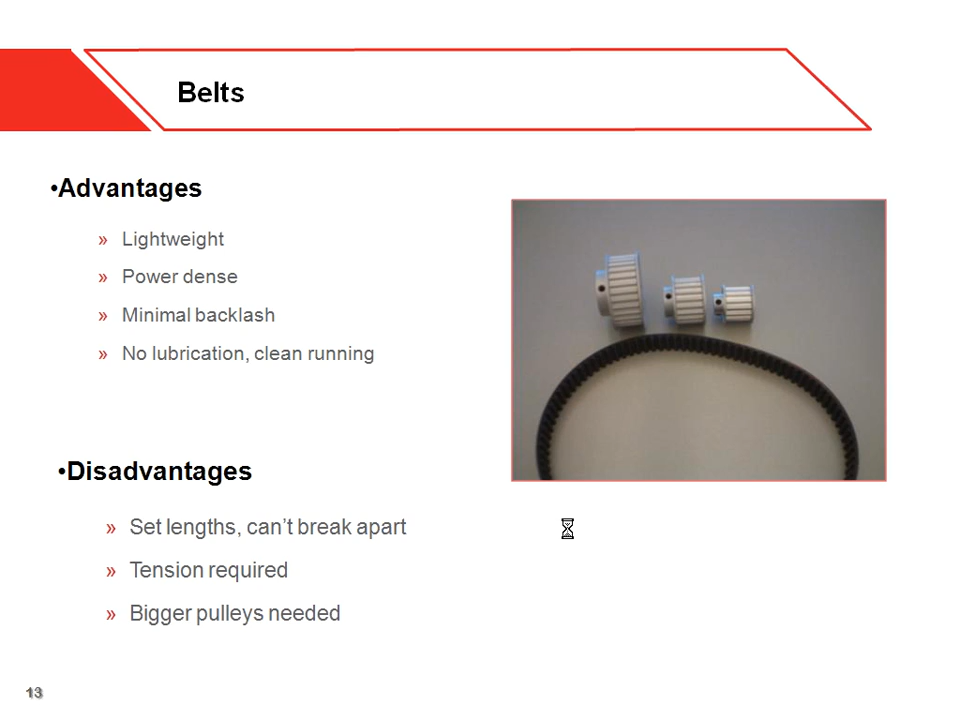 Belts
•Advantages
» Lightweight
» Power dense
» Minimal backlash
» No lubrication, clean running
•Disadvantages
» Set lengths, can’t break apart
» Tension required
» Bigger pulleys needed
13